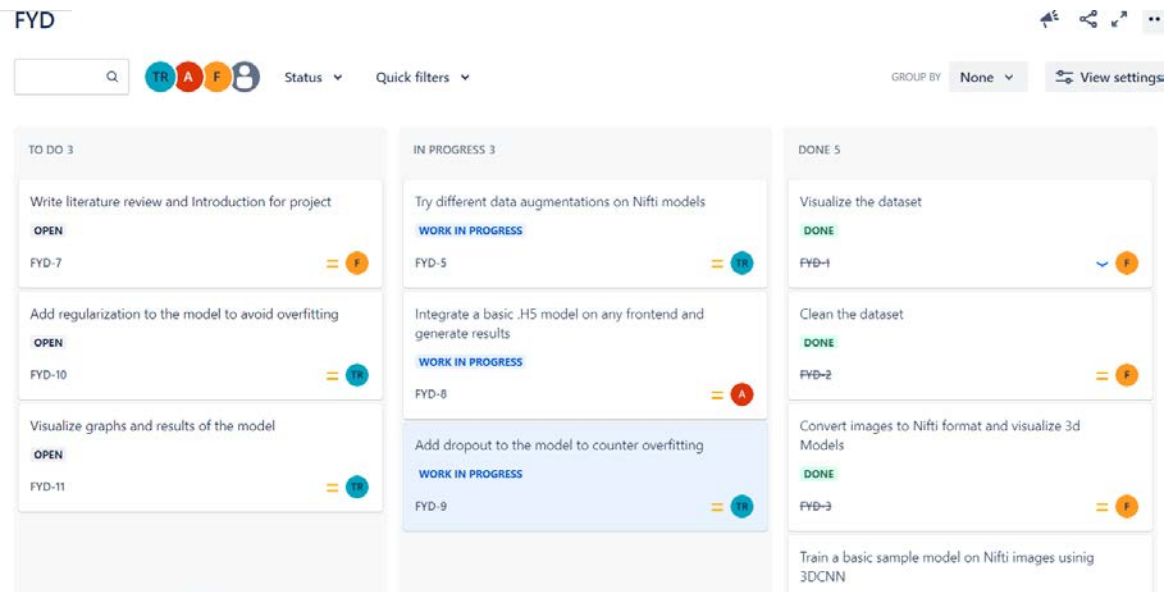 FYD
TR A F
Status
Quick filters
GROUP BY
None
View settings
TO DO 3
Write literature review and Introduction for project
OPEN
FYD-7
F
Add regularization to the model to avoid overfitting
OPEN
FYD-10
TR
Visualize graphs and results of the model
OPEN
FYD-11
TR
IN PROGRESS 3
Try different data augmentations on Nifti models
WORK IN PROGRESS
FYD-5
TR
Integrate a basic .H5 model on any frontend and
generate results
WORK IN PROGRESS
FYD-8
A
Add dropout to the model to counter overfitting
WORK IN PROGRESS
FYD-9
TR
DONE 5
Visualize the dataset
DONE
FYD-1
F
Clean the dataset
DONE
FYD-2
F
Convert images to Nifti format and visualize 3d
Models
DONE
FYD-3
F
Train a basic sample model on Nifti images usinig
3DCNN